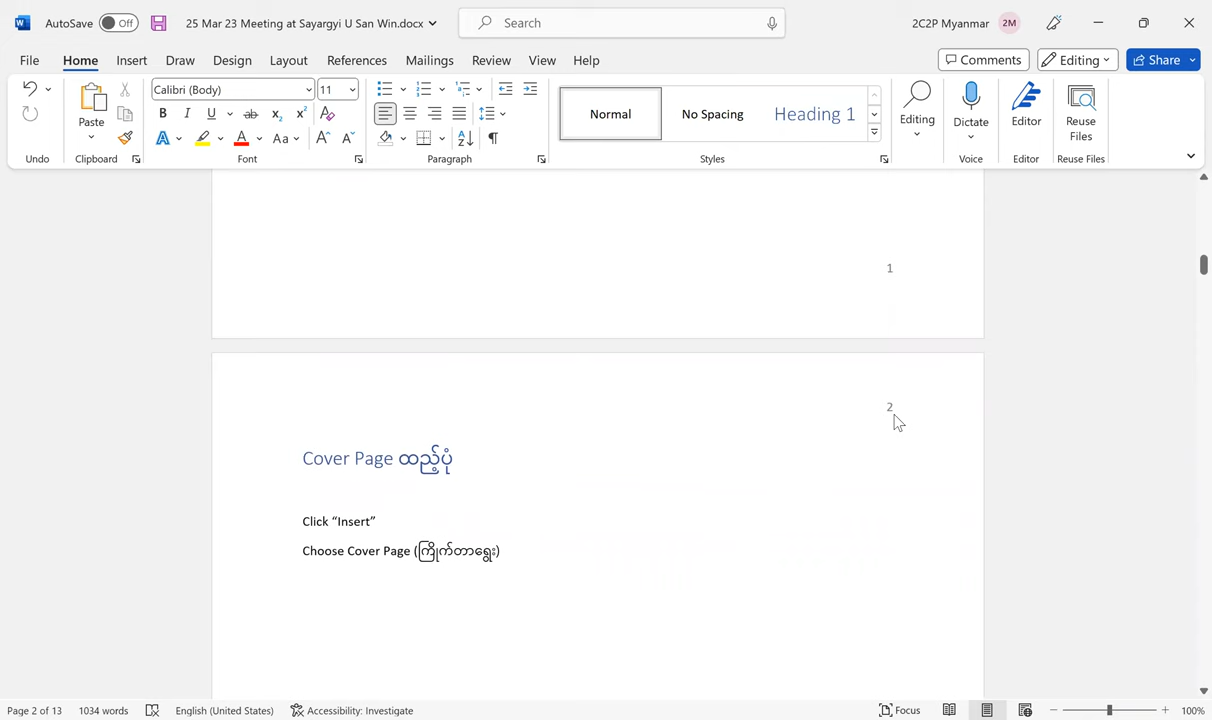 AutoSave Off 25 Mar 23 Meeting at Sayargyi U San Win.docx Search 2C2P Myanmar 2M
File Home Insert Draw Design Layout References Mailings Review View Help Comments Editing Share
Calibri (Body) 11
Paste
Normal No Spacing Heading 1
Editing Dictate Editor Reuse Files
Undo Clipboard Font Paragraph Styles Voice Editor Reuse Files
1
2
Cover Page ထည့်ပုံ
Click “Insert”
Choose Cover Page (ကြိုက်တာရွေး)
Page 2 of 13 1034 words English (United States) Accessibility: Investigate Focus 100%